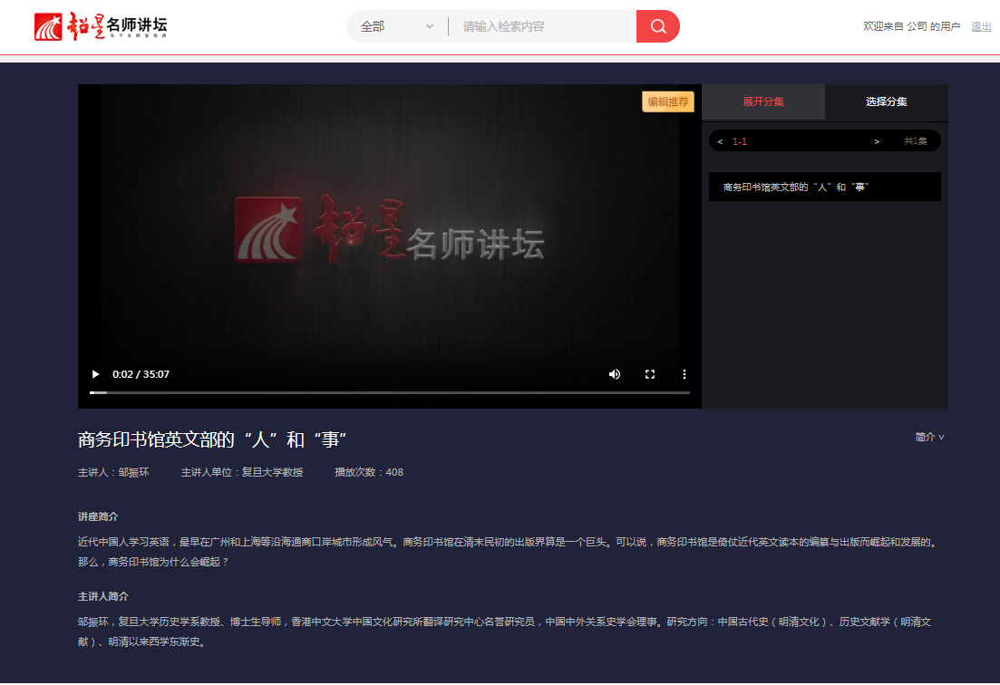 超星名师讲坛
天下名师皆我师
全部
请输入检索内容
欢迎来自 公司 的用户 退出
编辑推荐
展开分集 选择分集
< 1-1 > 共1集
商务印书馆英文部的“人”和“事”
超星名师讲坛
0:02 / 35:07
商务印书馆英文部的“人”和“事”
简介
主讲人：邹振环 主讲人单位：复旦大学教授 播放次数：408
讲座简介
近代中国人学习英语，是早在广州和上海等沿海通商口岸城市形成风气。商务印书馆在清末民初的出版界算是一个巨头。可以说，商务印书馆是倚仗近代英文读本的编纂与出版而崛起和发展的。
那么，商务印书馆为什么会崛起？
主讲人简介
邹振环，复旦大学历史学系教授、博士生导师，香港中文大学中国文化研究所翻译研究中心名誉研究员，中国中外关系史学会理事。研究方向：中国古代史（明清文化）、历史文献学（明清文
献）、明清以来西学东渐史。